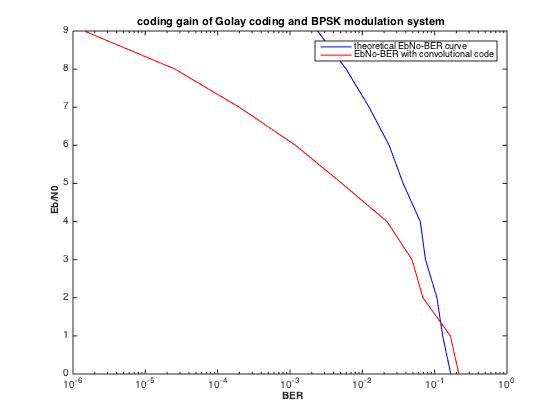 coding gain of Golay coding and BPSK modulation system
theoretical EbNo-BER curve
EbNo-BER with convolutional code
9
8
7
6
5
4
3
2
1
0
Eb/N0
10^-6 10^-5 10^-4 10^-3 10^-2 10^-1 10^0
BER